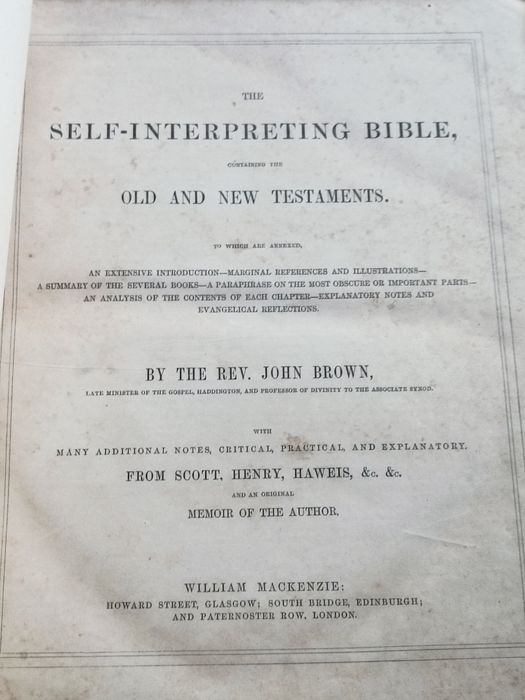 THE
SELF-INTERPRETING BIBLE,
CONTAINING THE
OLD AND NEW TESTAMENTS.
TO WHICH ARE ANNEXED,
AN EXTENSIVE INTRODUCTION—MARGINAL REFERENCES AND ILLUSTRATIONS—
A SUMMARY OF THE SEVERAL BOOKS—A PARAPHRASE ON THE MOST OBSCURE OR IMPORTANT PARTS—
AN ANALYSIS OF THE CONTENTS OF EACH CHAPTER—EXPLANATORY NOTES AND
EVANGELICAL REFLECTIONS.
BY THE REV. JOHN BROWN,
LATE MINISTER OF THE GOSPEL, HADDINGTON, AND PROFESSOR OF DIVINITY TO THE ASSOCIATE SYNOD.
WITH
MANY ADDITIONAL NOTES, CRITICAL, PRACTICAL, AND EXPLANATORY.
FROM SCOTT, HENRY, HAWEIS, &c. &c.
AND AN ORIGINAL
MEMOIR OF THE AUTHOR.
WILLIAM MACKENZIE:
HOWARD STREET, GLASGOW; SOUTH BRIDGE, EDINBURGH;
AND PATERNOSTER ROW, LONDON.